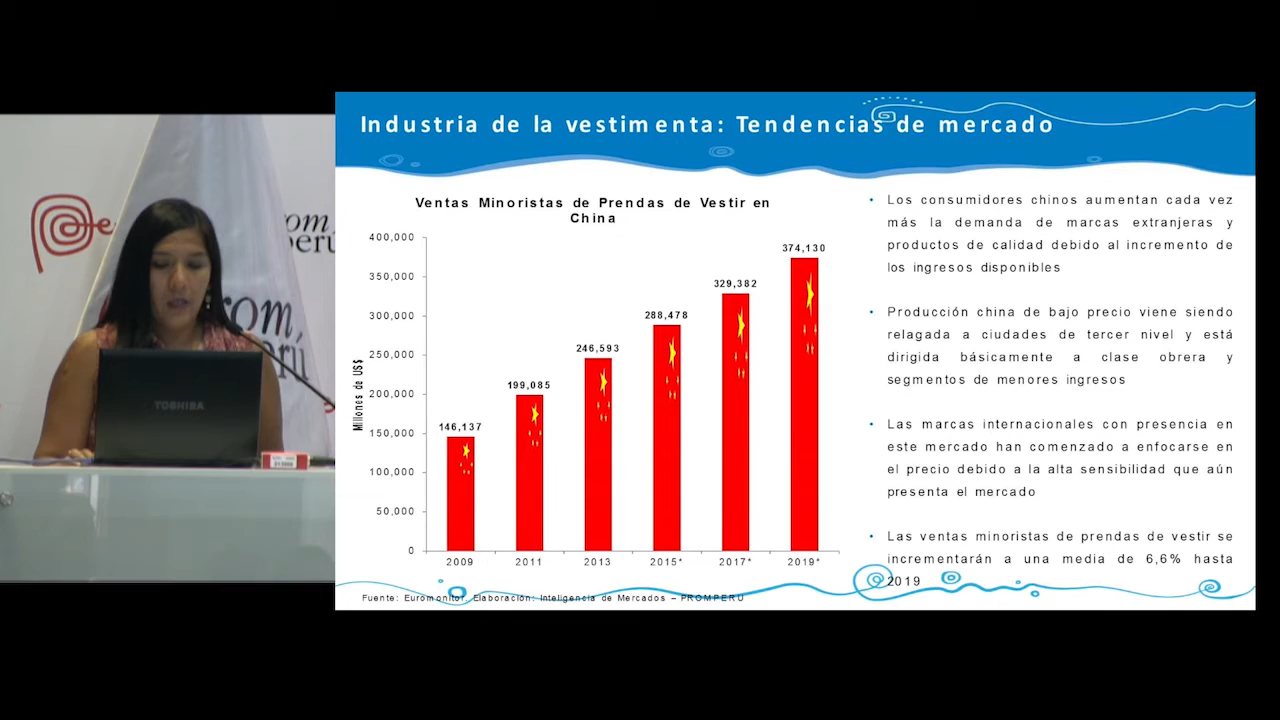 Industria de la vestimenta: Tendencias de mercado
Ventas Minoristas de Prendas de Vestir en
China
Millones de US$
400,000
350,000
300,000
250,000
200,000
150,000
100,000
50,000
0
146,137
199,085
246,593
288,478
329,382
374,130
2009
2011
2013
2015*
2017*
2019*
Fuente: Euromonitor. Elaboración: Inteligencia de Mercados – PROMPERU
• Los consumidores chinos aumentan cada vez
más la demanda de marcas extranjeras y
productos de calidad debido al incremento de
los ingresos disponibles
• Producción china de bajo precio viene siendo
relagada a ciudades de tercer nivel y está
dirigida básicamente a clase obrera y
segmentos de menores ingresos
• Las marcas internacionales con presencia en
este mercado han comenzado a enfocarse en
el precio debido a la alta sensibilidad que aún
presenta el mercado
• Las ventas minoristas de prendas de vestir se
incrementarán a una media de 6,6% hasta
2019
TOSHIBA